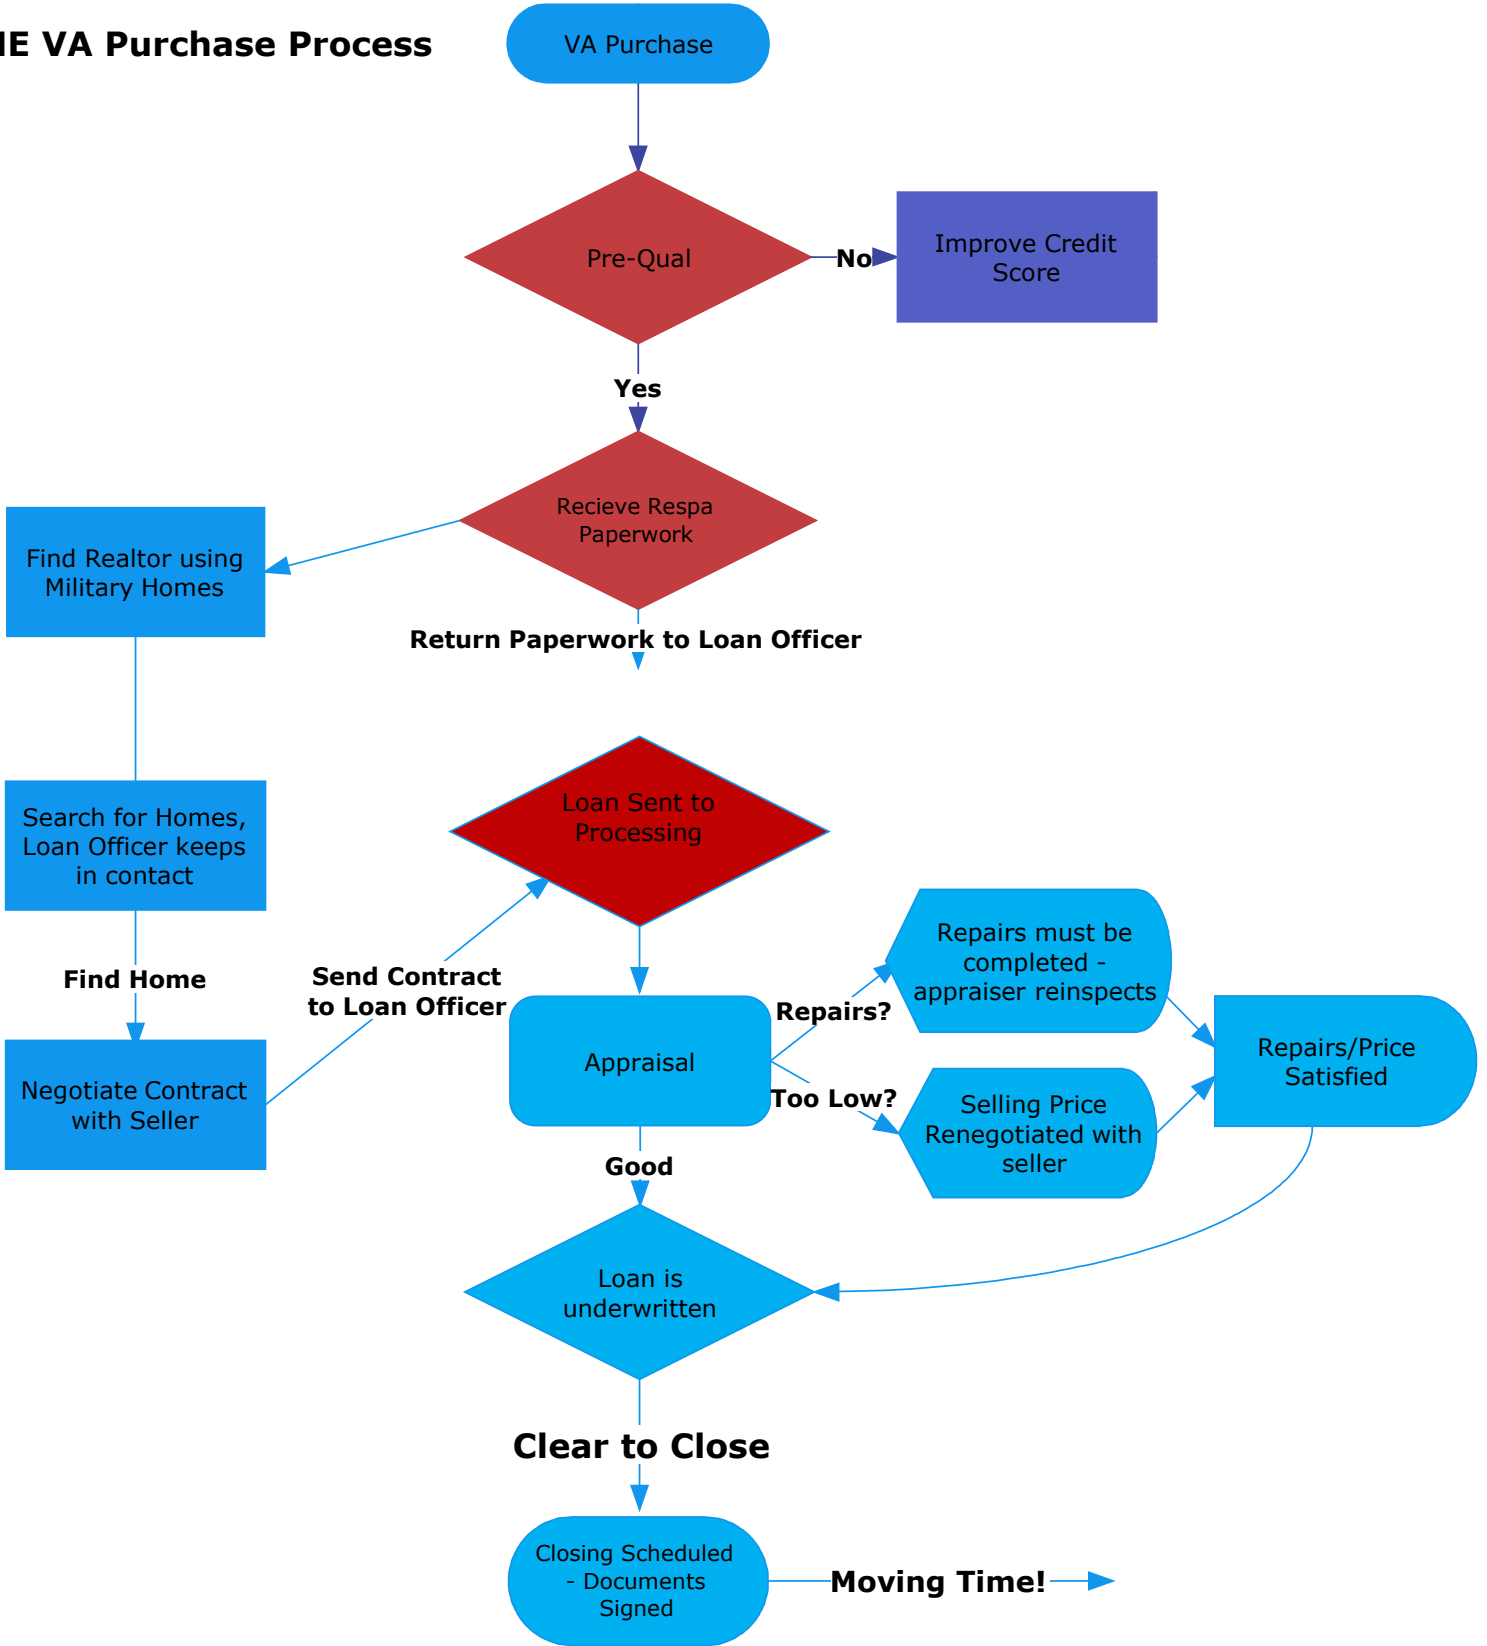 VA Purchase Process
VA Purchase
Pre-Qual
No
Improve Credit
Score
Yes
Recieve Respa
Paperwork
Find Realtor using
Military Homes
Return Paperwork to Loan Officer
Search for Homes,
Loan Officer keeps
in contact
Loan Sent to
Processing
Find Home
Send Contract
to Loan Officer
Negotiate Contract
with Seller
Appraisal
Repairs?
Repairs must be
completed -
appraiser reinspects
Too Low?
Selling Price
Renegotiated with
seller
Repairs/Price
Satisfied
Good
Loan is
underwritten
Clear to Close
Closing Scheduled
- Documents
Signed
Moving Time!